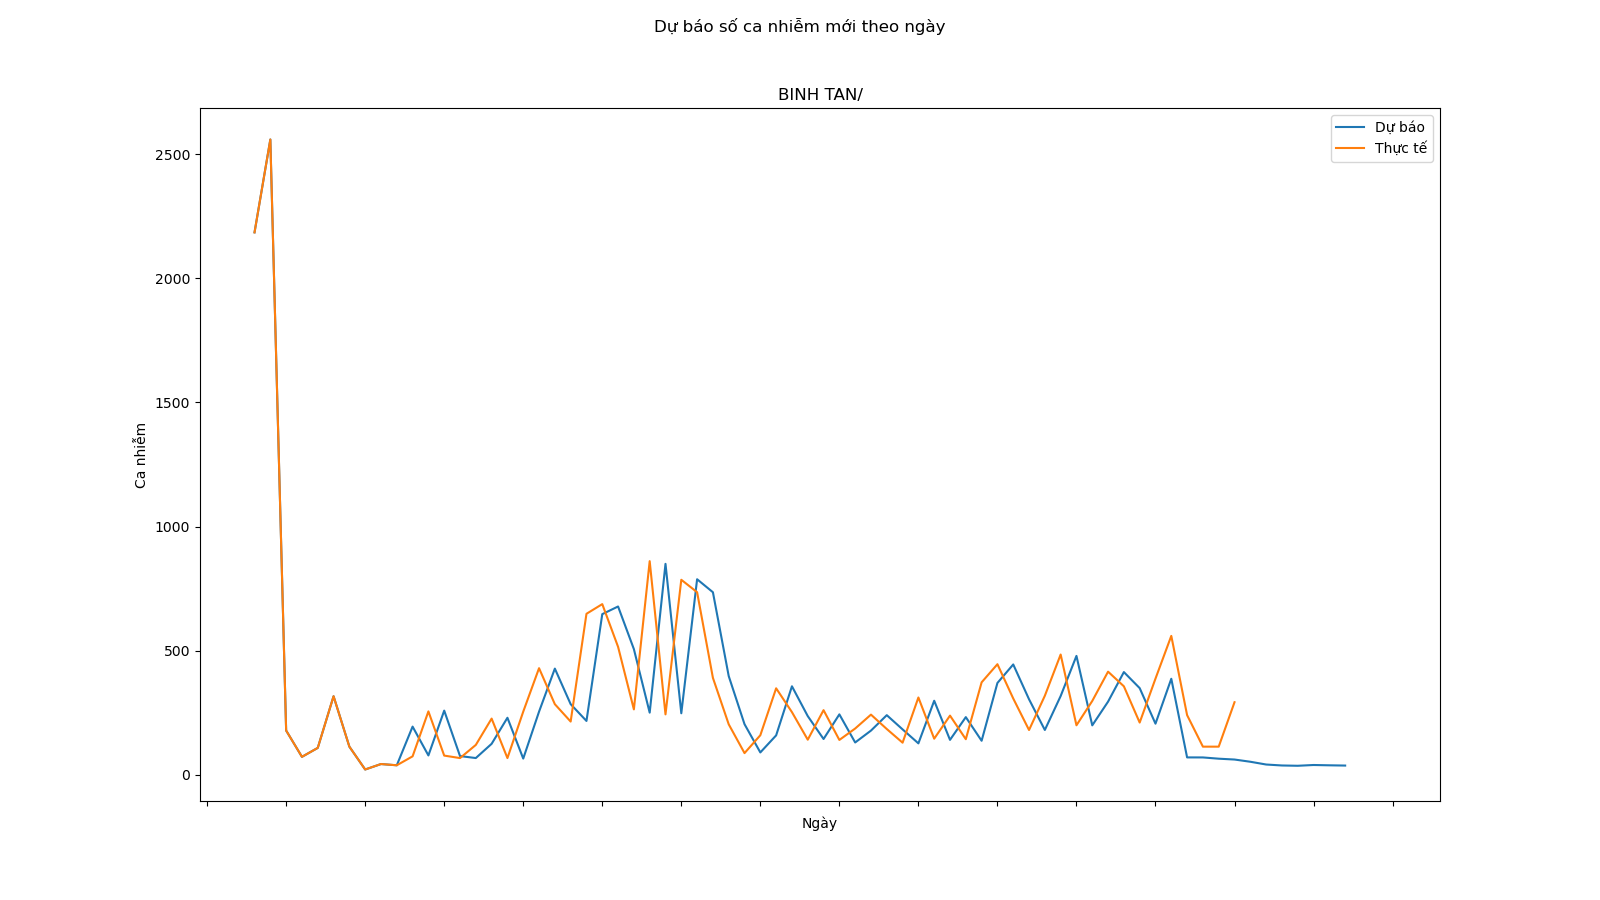 Dự báo số ca nhiễm mới theo ngày
BINH TAN/
Dự báo
Thực tế
2500
2000
1500
1000
500
0
Ca nhiễm
Ngày